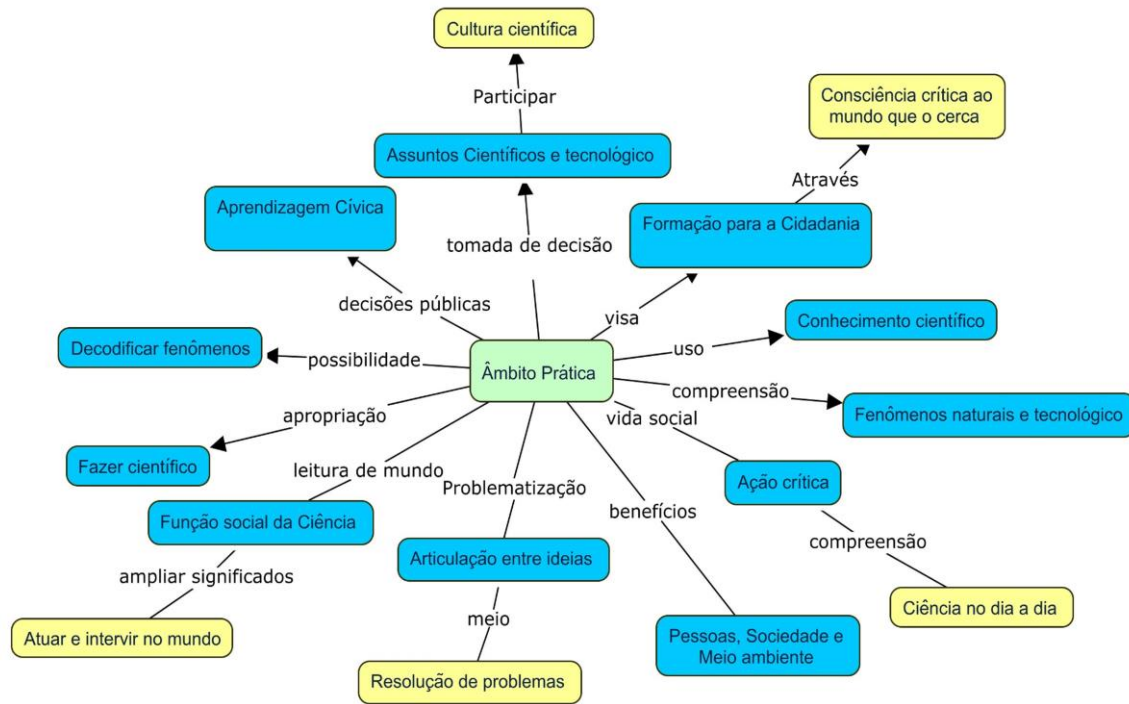 Cultura científica
Participar
Consciência crítica ao
mundo que o cerca
Assuntos Científicos e tecnológico
Através
Aprendizagem Cívica
Formação para a Cidadania
tomada de decisão
decisões públicas
visa
Conhecimento científico
Decodificar fenômenos
possibilidade
Âmbito Prática
uso
compreensão
apropriação
vida social
Fenômenos naturais e tecnológico
Fazer científico
leitura de mundo
Problematização
Ação crítica
Função social da Ciência
benefícios
compreensão
Articulação entre ideias
ampliar significados
Ciência no dia a dia
meio
Atuar e intervir no mundo
Pessoas, Sociedade e
Meio ambiente
Resolução de problemas